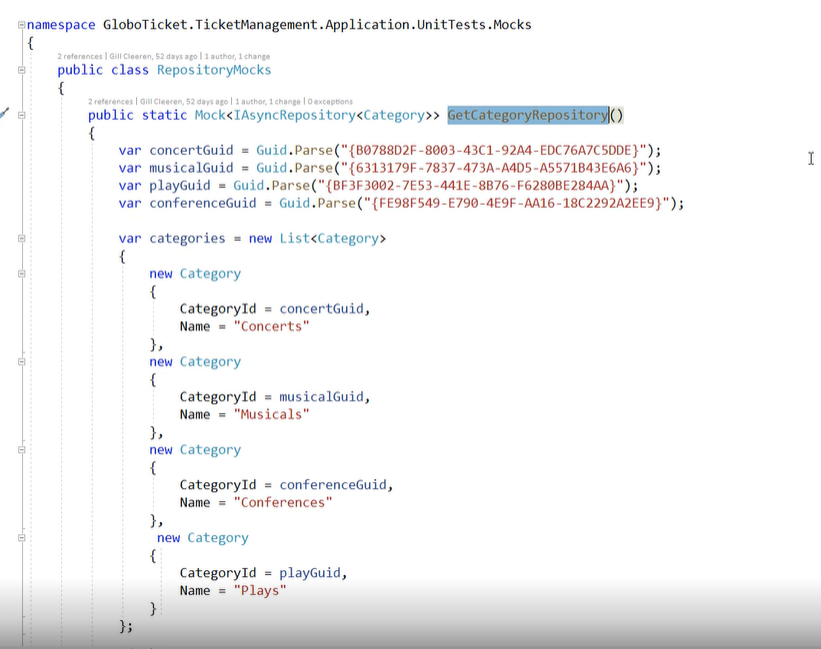 namespace GloboTicket.TicketManagement.Application.UnitTests.Mocks
{
2 references | Gill Cleeren, 52 days ago | 1 author, 1 change
public class RepositoryMocks
{
2 references | Gill Cleeren, 52 days ago | 1 author, 1 change | 0 exceptions
public static Mock<IAsyncRepository<Category>> GetCategoryRepository()
{
var concertGuid = Guid.Parse("{B0788D2F-8003-43C1-92A4-EDC76A7C5DDE}");
var musicalGuid = Guid.Parse("{6313179F-7837-473A-A4D5-A5571B43E6A6}");
var playGuid = Guid.Parse("{BF3F3002-7E53-441E-8B76-F6280BE284AA}");
var conferenceGuid = Guid.Parse("{FE98F549-E790-4E9F-AA16-18C2292A2EE9}");
var categories = new List<Category>
{
new Category
{
CategoryId = concertGuid,
Name = "Concerts"
},
new Category
{
CategoryId = musicalGuid,
Name = "Musicals"
},
new Category
{
CategoryId = conferenceGuid,
Name = "Conferences"
},
new Category
{
CategoryId = playGuid,
Name = "Plays"
}
};